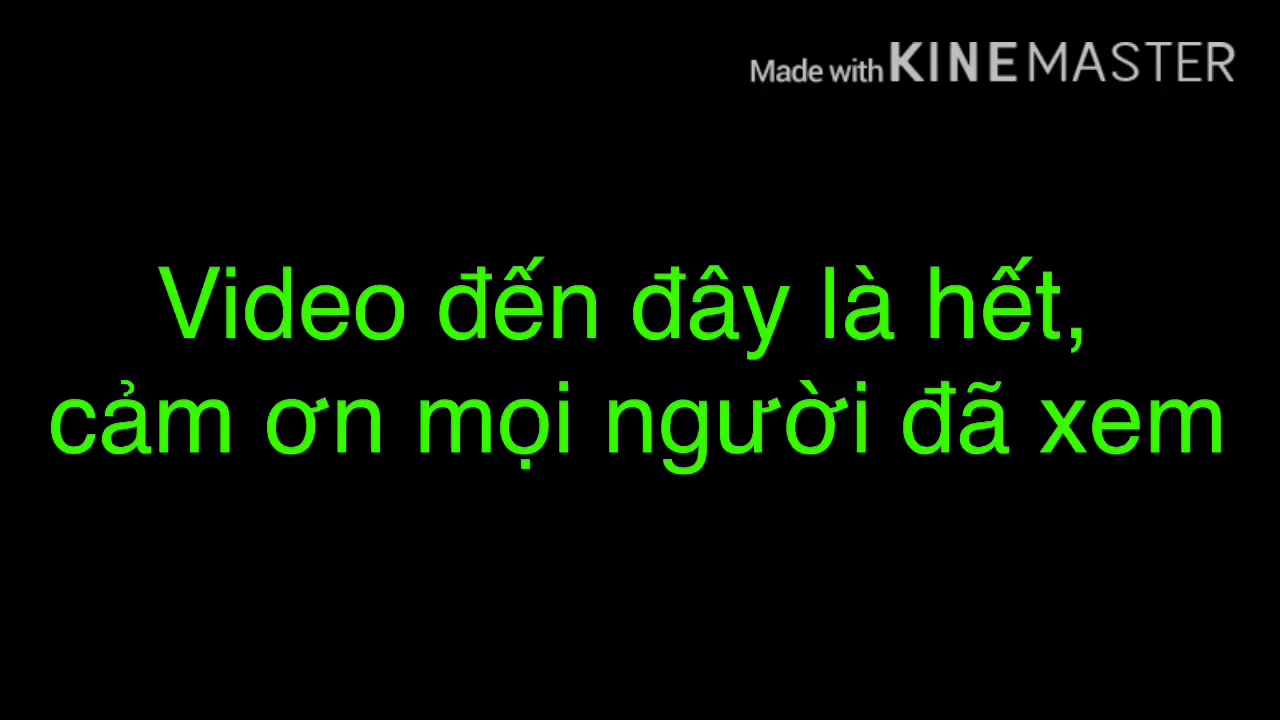 Made with KINEMASTER
Video đến đây là hết,
cảm ơn mọi người đã xem